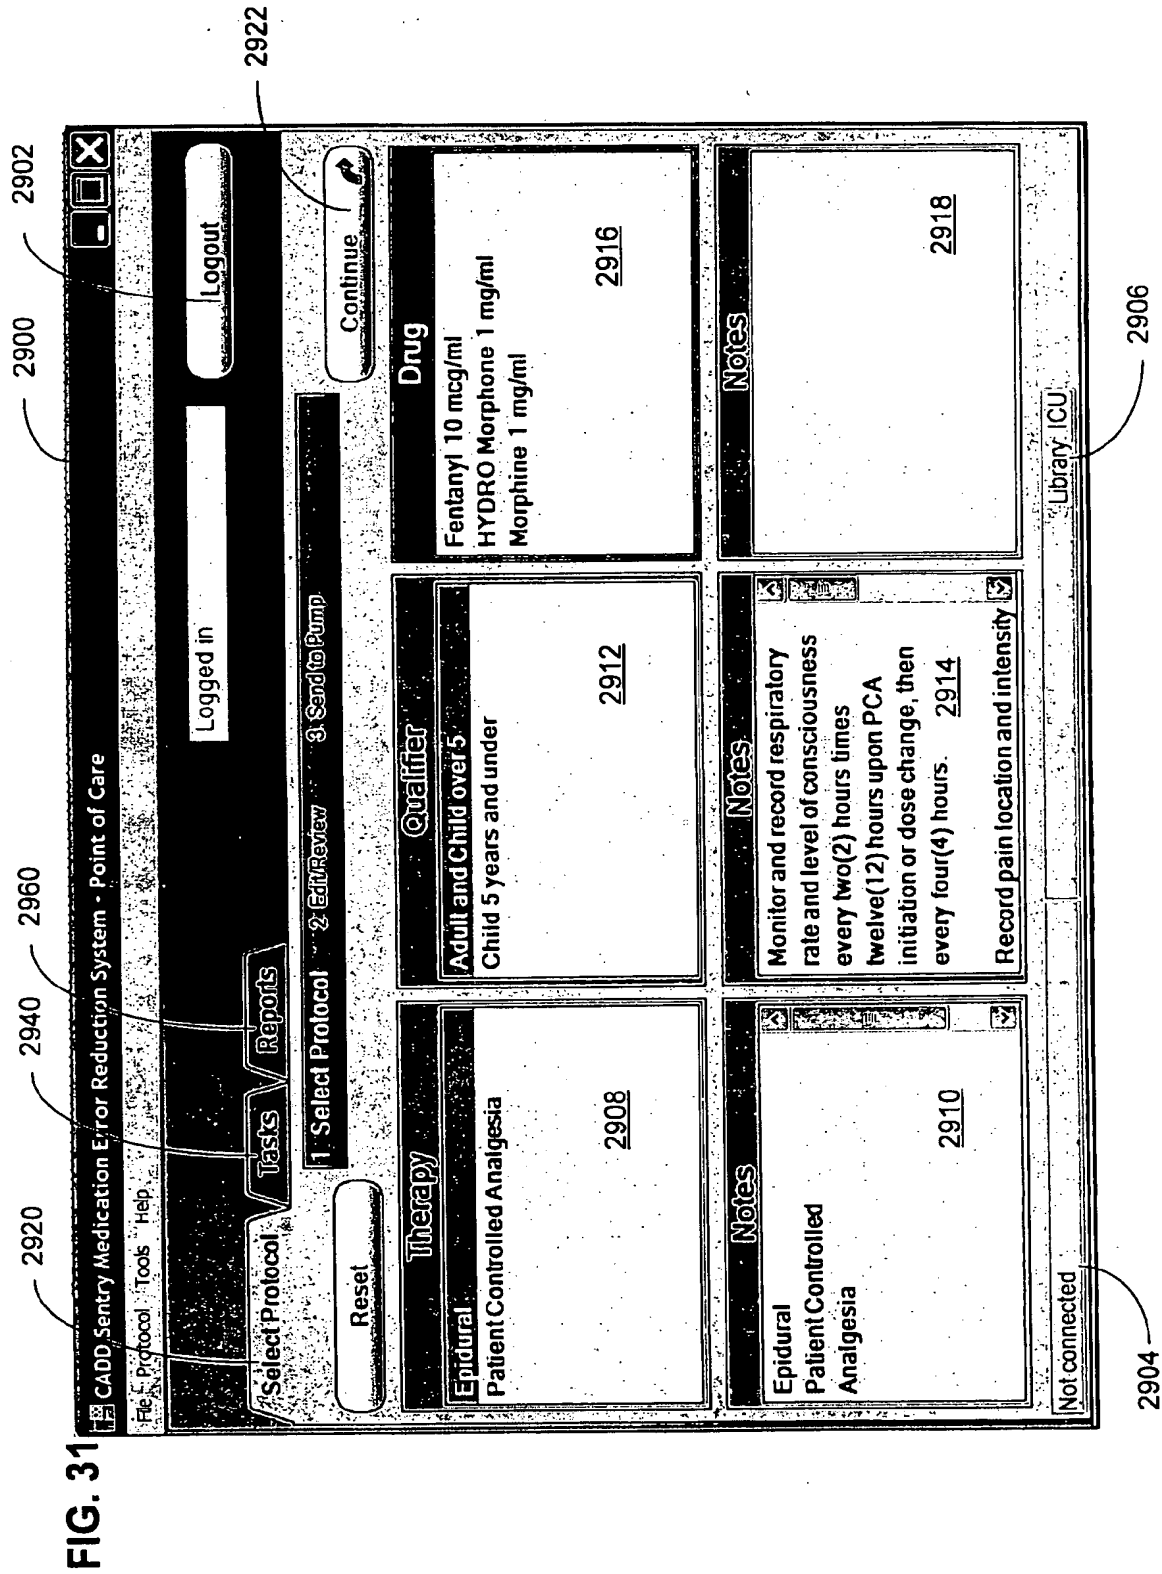 FIG. 31
2900
2902
2920
2940
2960
2922
CADD Sentry Medication Error Reduction System - Point of Care
File Protocol Tools Help
Logged in
Logout
Select Protocol
Tasks
Reports
Reset
1 Select Protocol 2 Edit/Review 3. Send to Pump
Continue
Therapy
Epidural
Patient Controlled Analgesia
2908
Qualifier
Adult and Child over 5
Child 5 years and under
2912
Drug
Fentanyl 10 mcg/ml
HYDRO Morphone 1 mg/ml
Morphine 1 mg/ml
2916
Notes
Epidural
Patient Controlled
Analgesia
2910
Notes
Monitor and record respiratory
rate and level of consciousness
every two(2) hours times
twelve(12) hours upon PCA
initiation or dose change, then
every four(4) hours.
2914
Record pain location and intensity
Notes
2918
Not connected
Library ICU
2904
2906